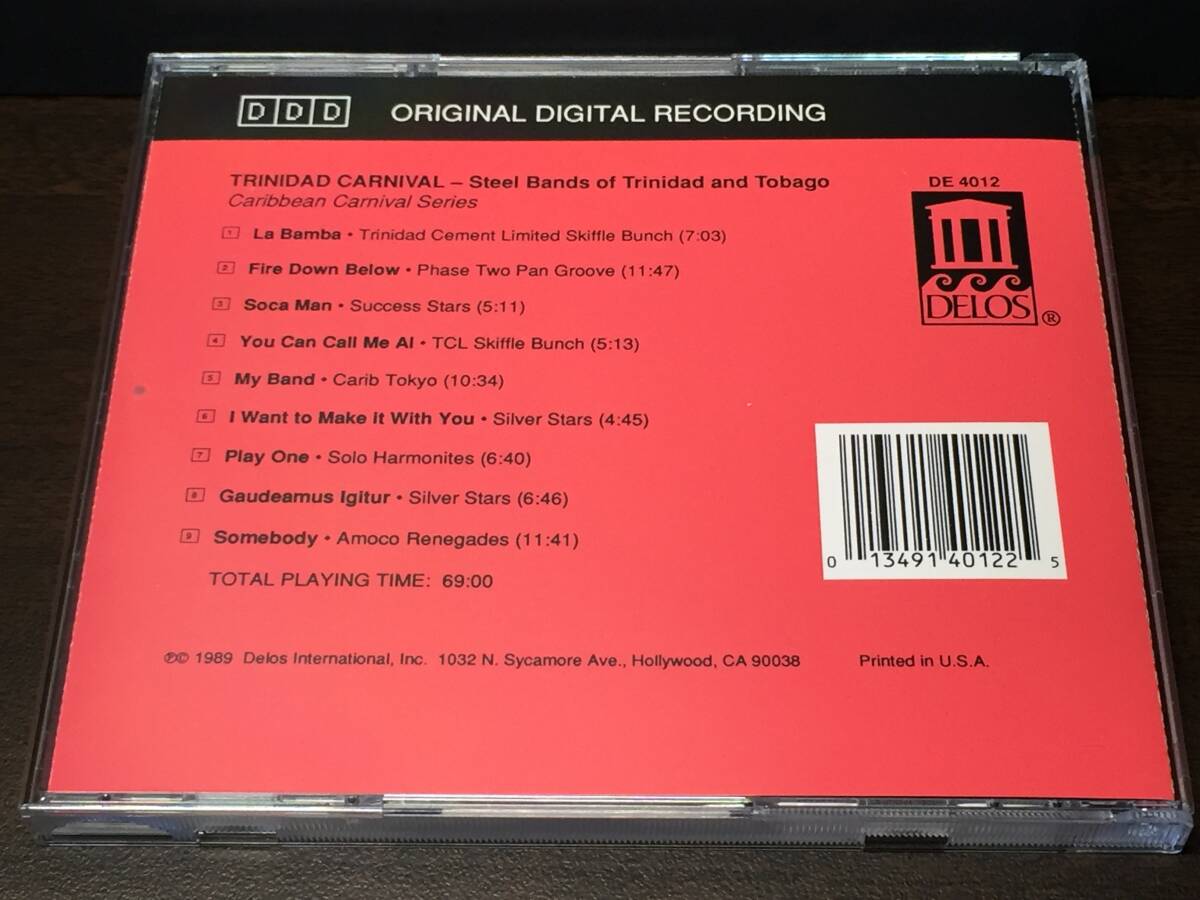 DDD ORIGINAL DIGITAL RECORDING
TRINIDAD CARNIVAL – Steel Bands of Trinidad and Tobago
Caribbean Carnival Series
1 La Bamba • Trinidad Cement Limited Skiffle Bunch (7:03)
2 Fire Down Below • Phase Two Pan Groove (11:47)
3 Soca Man • Success Stars (5:11)
4 You Can Call Me Al • TCL Skiffle Bunch (5:13)
5 My Band • Carib Tokyo (10:34)
6 I Want to Make it With You • Silver Stars (4:45)
7 Play One • Solo Harmonites (6:40)
8 Gaudeamus Igitur • Silver Stars (6:46)
9 Somebody • Amoco Renegades (11:41)
TOTAL PLAYING TIME: 69:00
DE 4012
DELOS ®
0 13491 40122 5
℗© 1989 Delos International, Inc. 1032 N. Sycamore Ave., Hollywood, CA 90038 Printed in U.S.A.